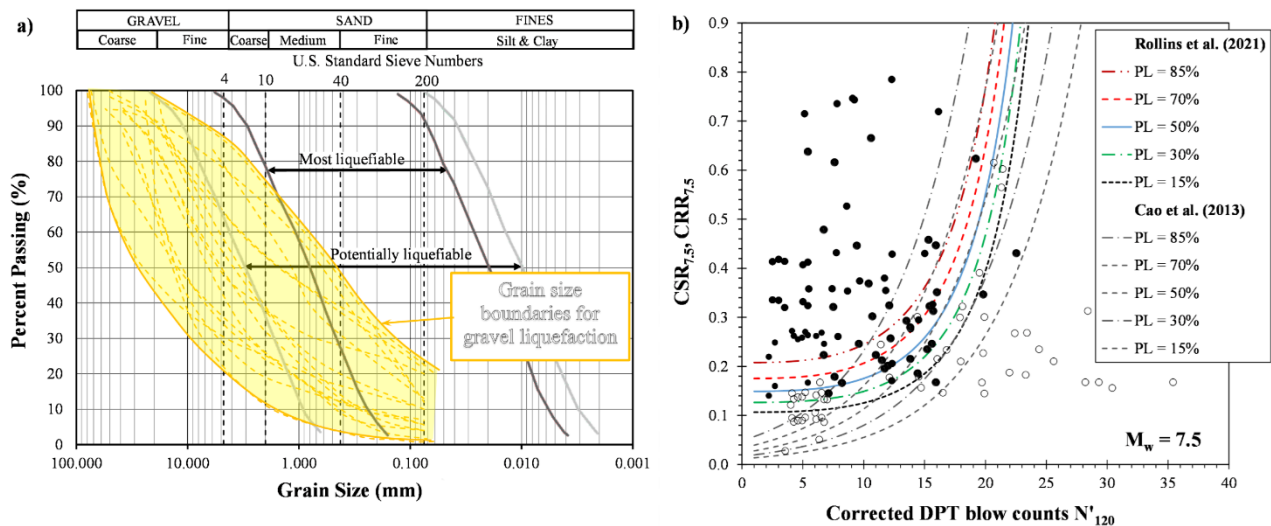 a)
GRAVEL SAND FINES
Coarse Fine Coarse Medium Fine Silt & Clay
U.S. Standard Sieve Numbers
4 10 40 200
100
90
80
70
60
50
40
30
20
10
0
Percent Passing (%)
Most liquefiable
Potentially liquefiable
Grain size
boundaries for
gravel liquefaction
100.000 10.000 1.000 0.100 0.010 0.001
Grain Size (mm)
b)
0.9
0.8
0.7
0.6
0.5
0.4
0.3
0.2
0.1
0.0
CSR7.5, CRR7.5
Rollins et al. (2021)
PL = 85%
PL = 70%
PL = 50%
PL = 30%
PL = 15%
Cao et al. (2013)
PL = 85%
PL = 70%
PL = 50%
PL = 30%
PL = 15%
Mw = 7.5
0 5 10 15 20 25 30 35 40
Corrected DPT blow counts N'120